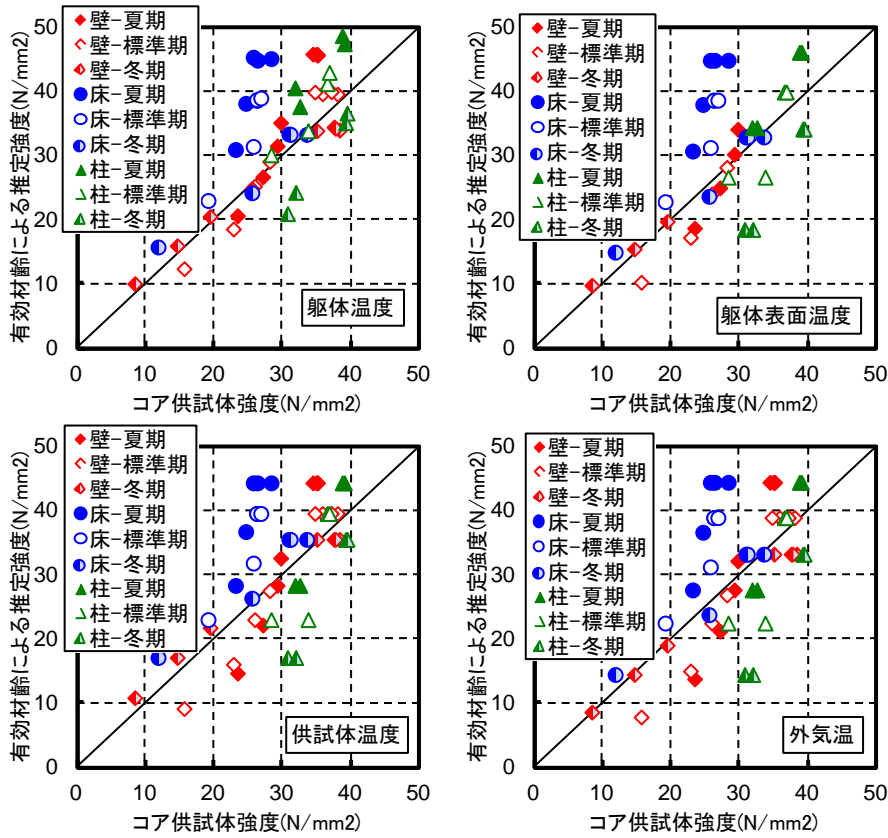 有効材齢による推定強度(N/mm2)
50
40
30
20
10
0
壁-夏期
壁-標準期
壁-冬期
床-夏期
床-標準期
床-冬期
柱-夏期
柱-標準期
柱-冬期
躯体温度
0 10 20 30 40 50
コア供試体強度(N/mm2)
有効材齢による推定強度(N/mm2)
50
40
30
20
10
0
壁-夏期
壁-標準期
壁-冬期
床-夏期
床-標準期
床-冬期
柱-夏期
柱-標準期
柱-冬期
躯体表面温度
0 10 20 30 40 50
コア供試体強度(N/mm2)
有効材齢による推定強度(N/mm2)
50
40
30
20
10
0
壁-夏期
壁-標準期
壁-冬期
床-夏期
床-標準期
床-冬期
柱-夏期
柱-標準期
柱-冬期
供試体温度
0 10 20 30 40 50
コア供試体強度(N/mm2)
有効材齢による推定強度(N/mm2)
50
40
30
20
10
0
壁-夏期
壁-標準期
壁-冬期
床-夏期
床-標準期
床-冬期
柱-夏期
柱-標準期
柱-冬期
外気温
0 10 20 30 40 50
コア供試体強度(N/mm2)